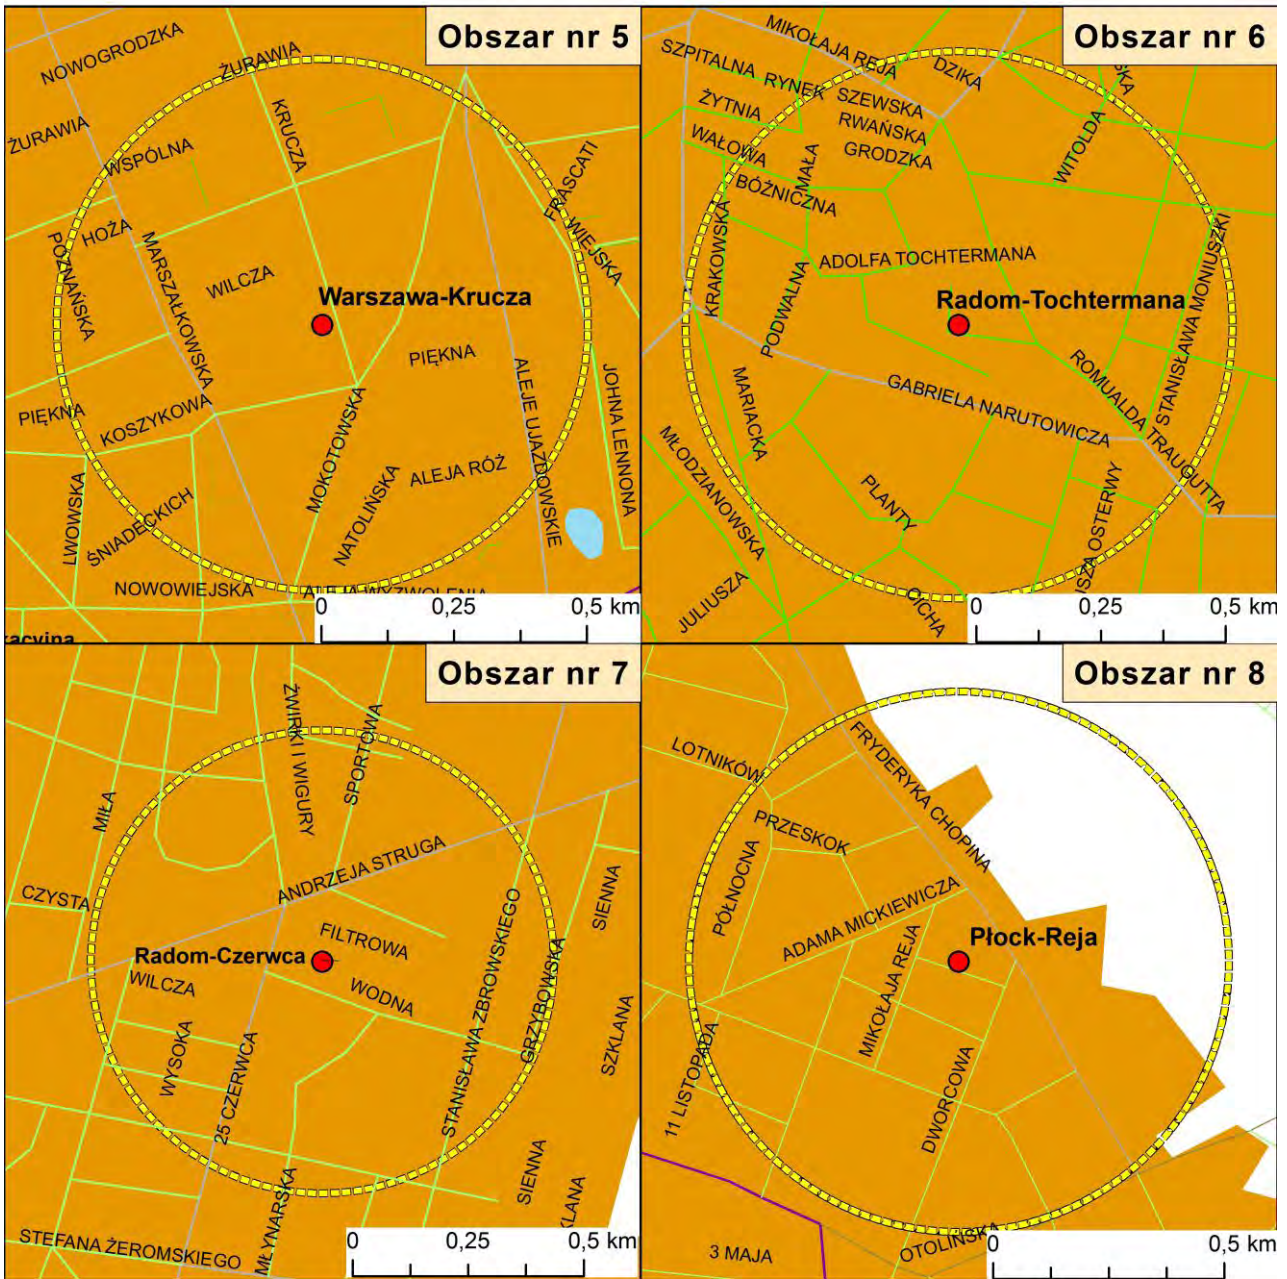 Obszar nr 5
NOWOGRODZKA
ŻURAWIA
ŻURAWIA
KRUCZA
WSPÓLNA
FRASCATI
WIEJSKA
HOŻA
POZNAŃSKA
MARSZAŁKOWSKA
WILCZA
Warszawa-Krucza
PIĘKNA
ALEJE UJAZDOWSKIE
JOHNA LENNONA
PIĘKNA
KOSZYKOWA
MOKOTOWSKA
NATOLIŃSKA
ALEJA RÓŻ
LWOWSKA
ŚNIADECKICH
NOWOWIEJSKA
ALEJA WYZWOLENIA
kacyjna
0 0,25 0,5 km
Obszar nr 6
MIKOŁAJA REJA
DZIKA
SKA
SZPITALNA
RYNEK
SZEWSKA
ŻYTNIA
RWAŃSKA
WITOLDA
WAŁOWA
MAŁA
GRODZKA
BÓŻNICZNA
KRAKOWSKA
PODWALNA
ADOLFA TOCHTERMANA
STANISŁAWA MONIUSZKI
Radom-Tochtermana
MARIACKA
GABRIELA NARUTOWICZA
ROMUALDA TRAUGUTTA
MŁODZIANOWSKA
PLANTY
JULIUSZA
CICHA
USZA OSTERWY
0 0,25 0,5 km
Obszar nr 7
ŻWIRKI I WIGURY
SPORTOWA
MIŁA
ANDRZEJA STRUGA
CZYSTA
FILTROWA
SIENNA
Radom-Czerwca
WILCZA
WODNA
STANISŁAWA ZBROWSKIEGO
GRZYBOWSKA
SZKLANA
WYSOKA
25 CZERWCA
SIENNA
KLANA
MŁYNARSKA
STEFANA ŻEROMSKIEGO
0 0,25 0,5 km
Obszar nr 8
LOTNIKÓW
FRYDERYKA CHOPINA
PRZESKOK
PÓŁNOCNA
ADAMA MICKIEWICZA
MIKOŁAJA REJA
Płock-Reja
11 LISTOPADA
DWORCOWA
OTOLIŃSKA
3 MAJA
0 0,5 km